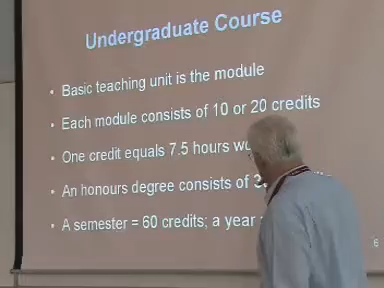 Undergraduate Course
• Basic teaching unit is the module
• Each module consists of 10 or 20 credits
• One credit equals 7.5 hours
• An honours degree consists of
• A semester = 60 credits; a year
6